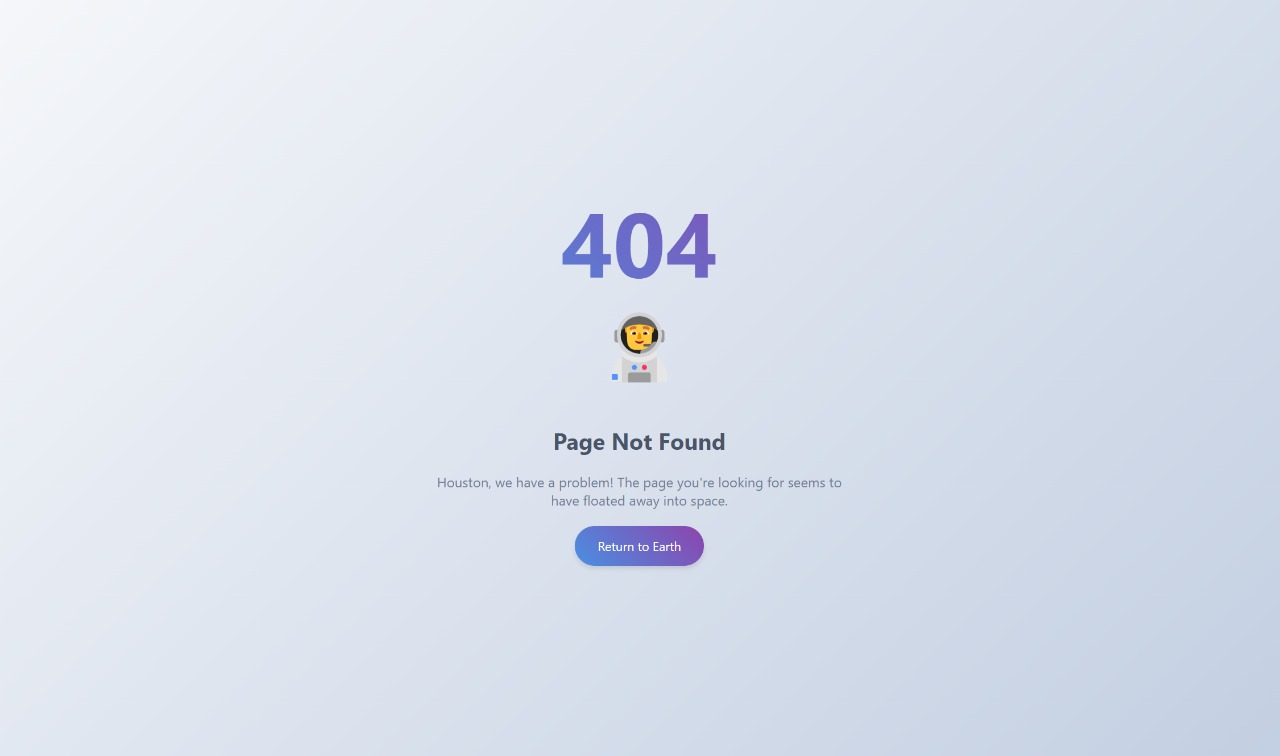 404
Page Not Found
Houston, we have a problem! The page you're looking for seems to
have floated away into space.
Return to Earth